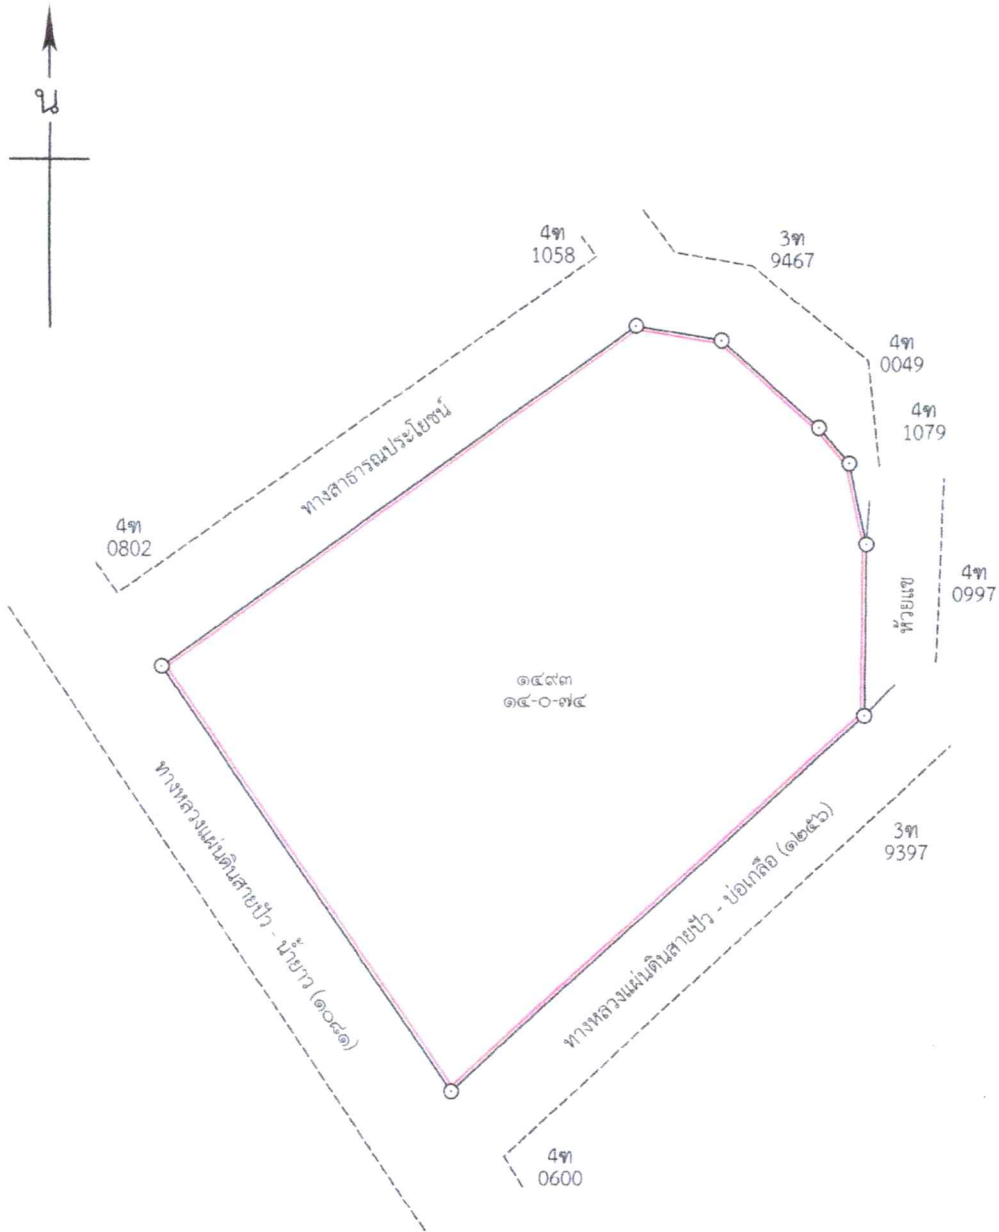 น
4ฑ
1058
3ฑ
9467
4ฑ
0049
4ฑ
1079
ทางสาธารณประโยชน์
4ฑ
0802
4ฑ
0997
ห้วยแข
๑๔๙๓
๑๔-๐-๗๔
ทางหลวงแผ่นดินสายปัว - น้ำยาว (๑๐๘๑)
ทางหลวงแผ่นดินสายปัว - บ่อเกลือ (๑๒๕๖)
3ฑ
9397
4ฑ
0600